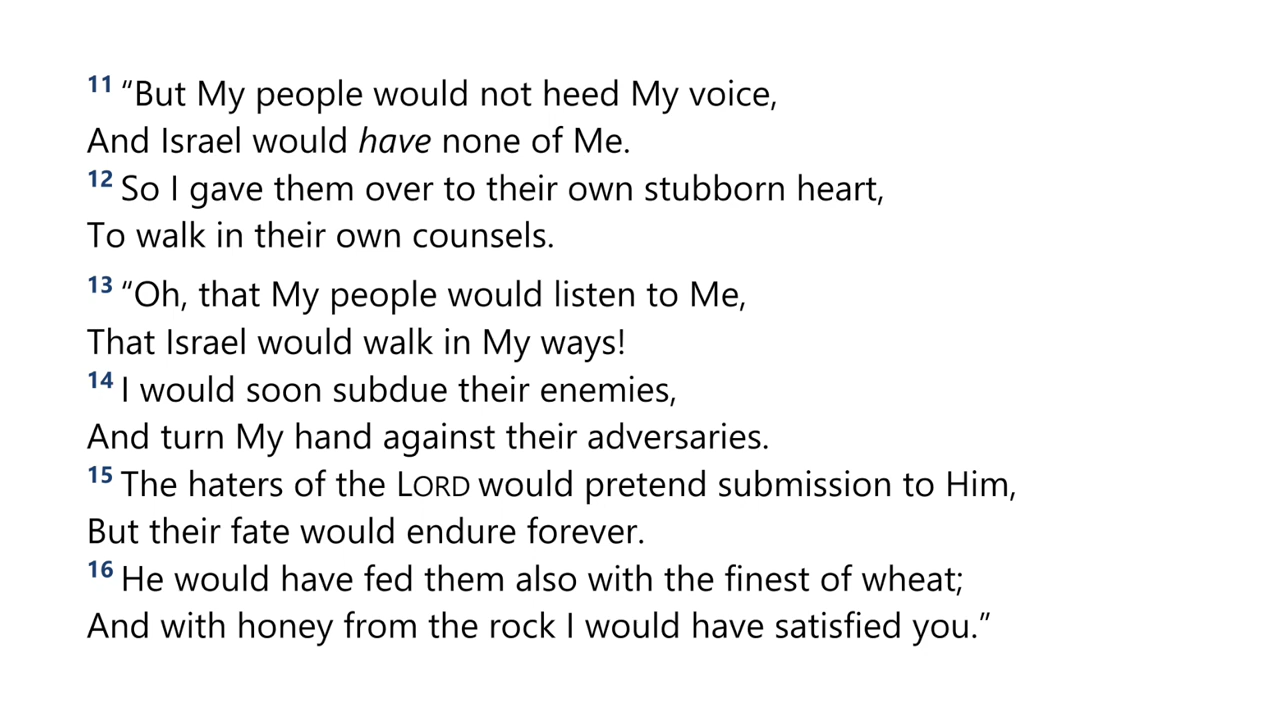 11 “But My people would not heed My voice,
And Israel would have none of Me.
12 So I gave them over to their own stubborn heart,
To walk in their own counsels.
13 “Oh, that My people would listen to Me,
That Israel would walk in My ways!
14 I would soon subdue their enemies,
And turn My hand against their adversaries.
15 The haters of the LORD would pretend submission to Him,
But their fate would endure forever.
16 He would have fed them also with the finest of wheat;
And with honey from the rock I would have satisfied you.”